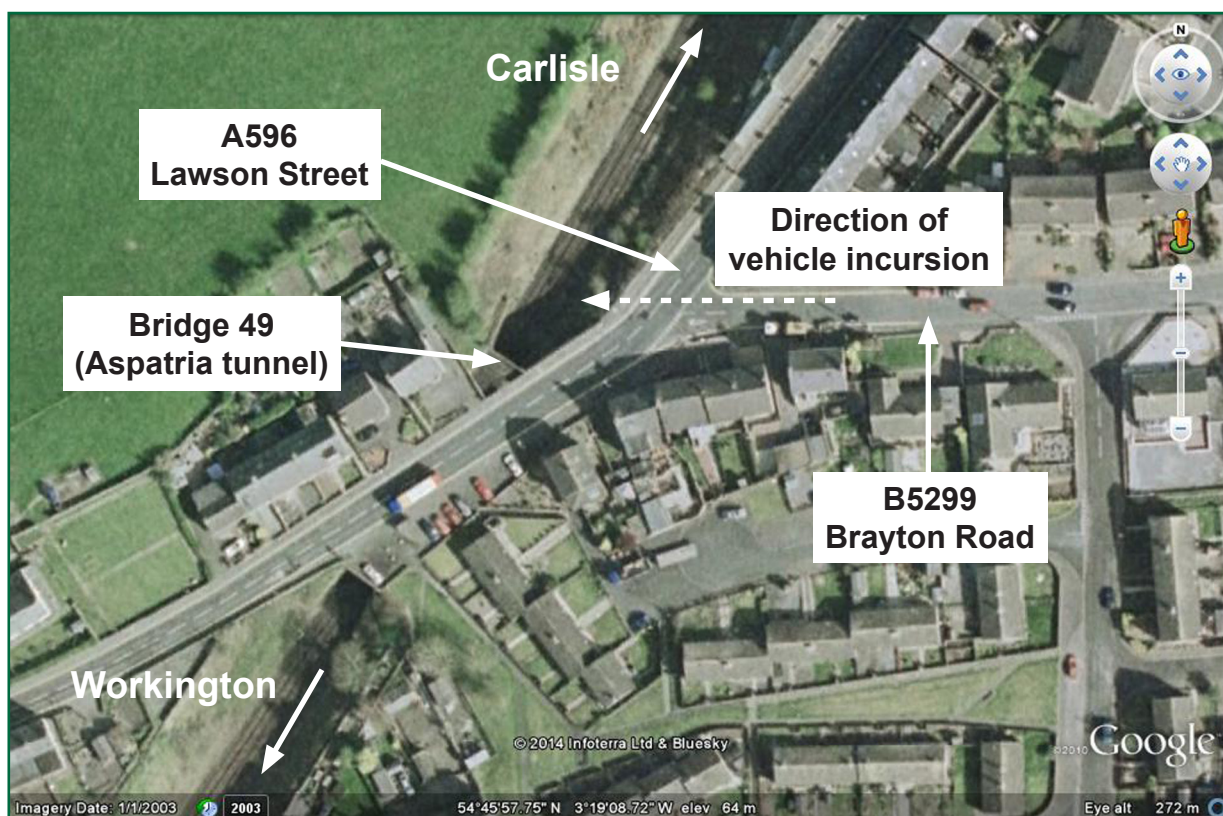 N
Carlisle
A596
Lawson Street
Direction of
vehicle incursion
Bridge 49
(Aspatria tunnel)
B5299
Brayton Road
Workington
© 2014 Infoterra Ltd & Bluesky
©2010 Google
Imagery Date: 1/1/2003 2003 54°45'57.75" N 3°19'08.72" W elev 64 m Eye alt 272 m